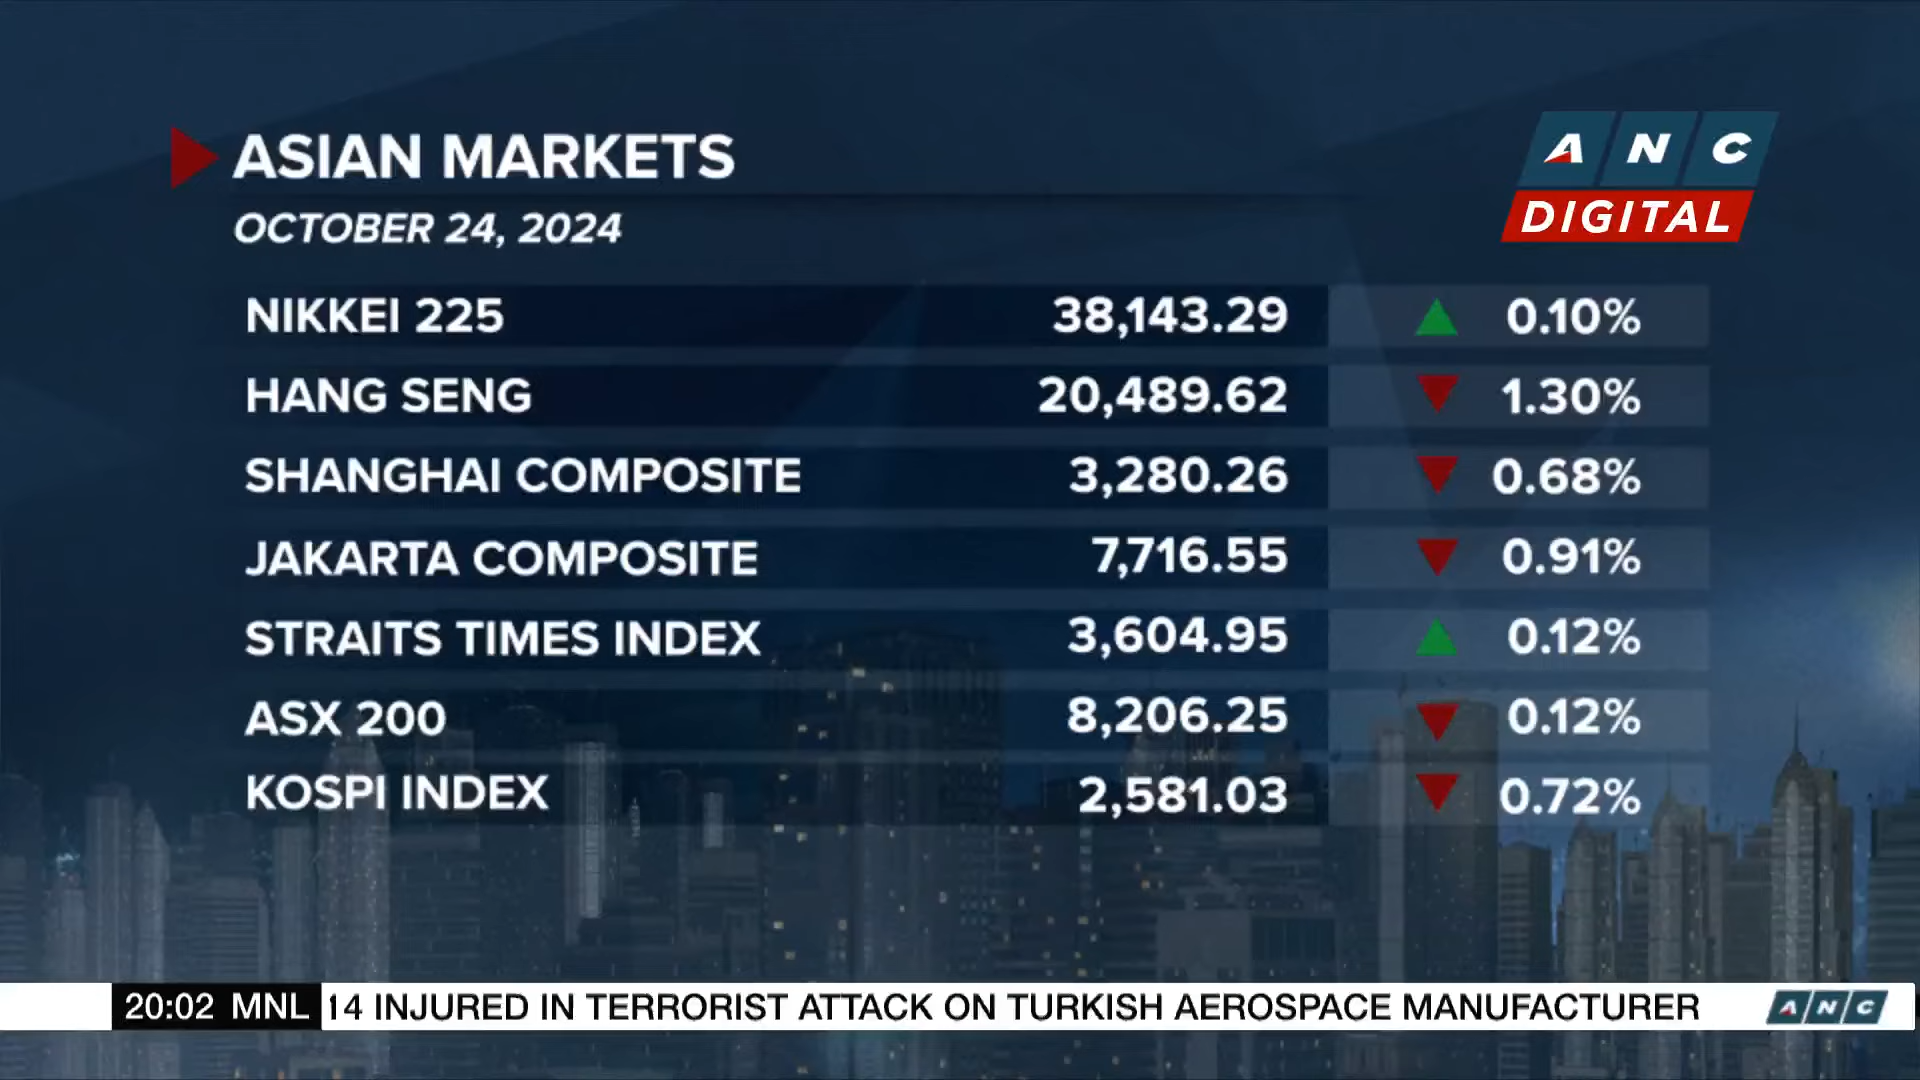 ASIAN MARKETS
OCTOBER 24, 2024
ANC
DIGITAL
NIKKEI 225 38,143.29 ▲ 0.10%
HANG SENG 20,489.62 ▼ 1.30%
SHANGHAI COMPOSITE 3,280.26 ▼ 0.68%
JAKARTA COMPOSITE 7,716.55 ▼ 0.91%
STRAITS TIMES INDEX 3,604.95 ▲ 0.12%
ASX 200 8,206.25 ▼ 0.12%
KOSPI INDEX 2,581.03 ▼ 0.72%
20:02 MNL 14 INJURED IN TERRORIST ATTACK ON TURKISH AEROSPACE MANUFACTURER ANC